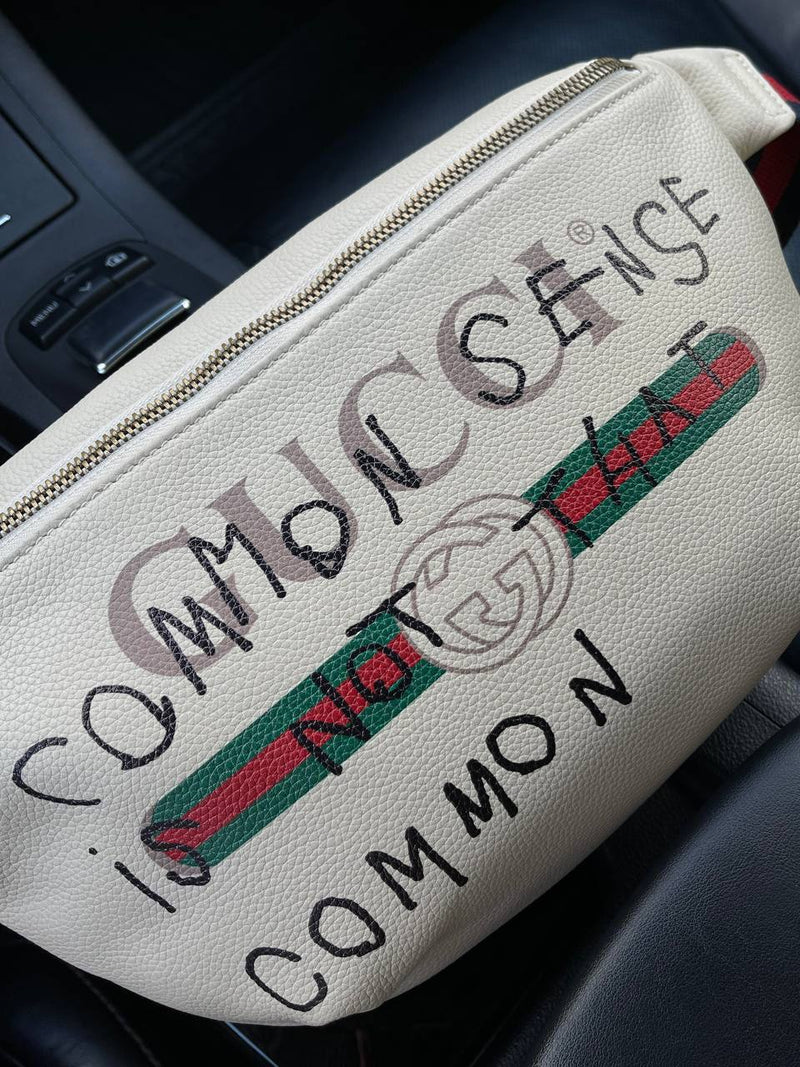 GUCCI®
COMMON SENSE
iS NOT THAT
COMMON
MENU